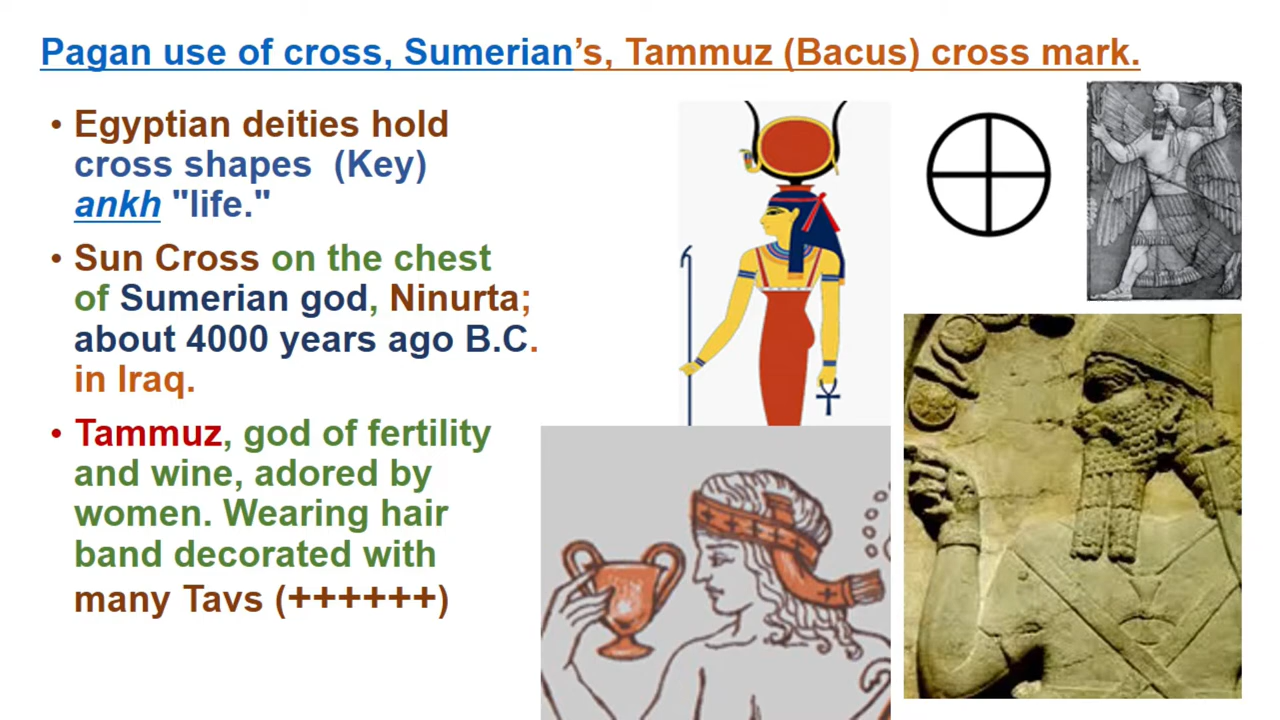 Pagan use of cross, Sumerian’s, Tammuz (Bacus) cross mark.
• Egyptian deities hold
cross shapes (Key)
ankh "life."
• Sun Cross on the chest
of Sumerian god, Ninurta;
about 4000 years ago B.C.
in Iraq.
• Tammuz, god of fertility
and wine, adored by
women. Wearing hair
band decorated with
many Tavs (++++++)